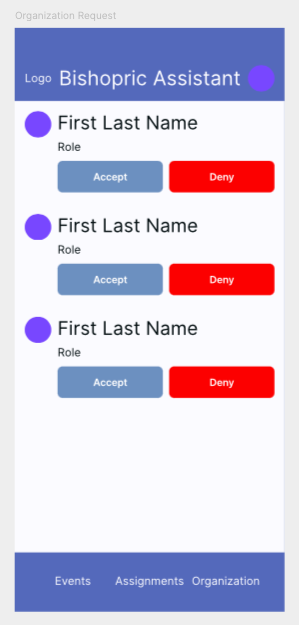 Organization Request
Logo Bishopric Assistant
First Last Name
Role
Accept Deny
First Last Name
Role
Accept Deny
First Last Name
Role
Accept Deny
Events Assignments Organization